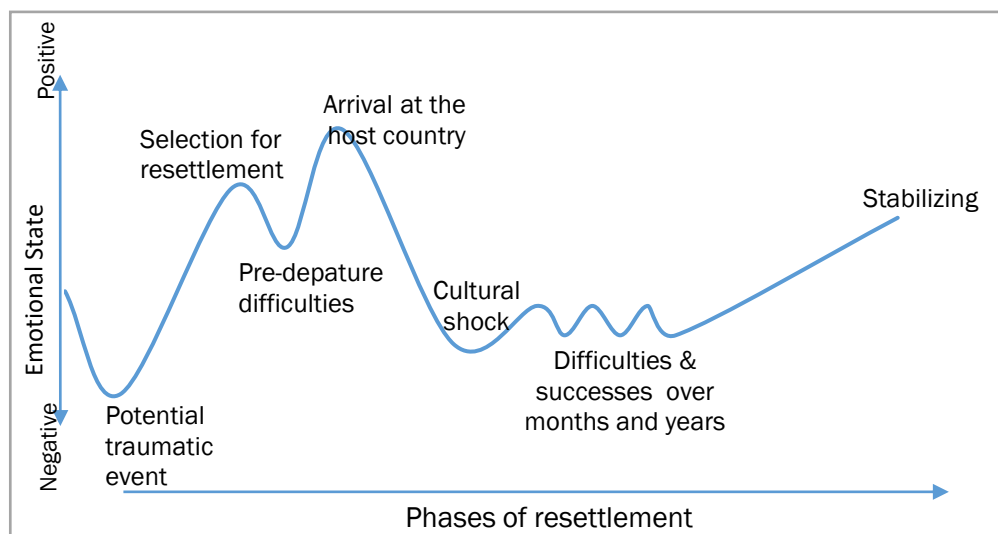 Positive
Emotional State
Negative
Potential
traumatic
event
Selection for
resettlement
Pre-depature
difficulties
Arrival at the
host country
Cultural
shock
Difficulties &
successes over
months and years
Stabilizing
Phases of resettlement